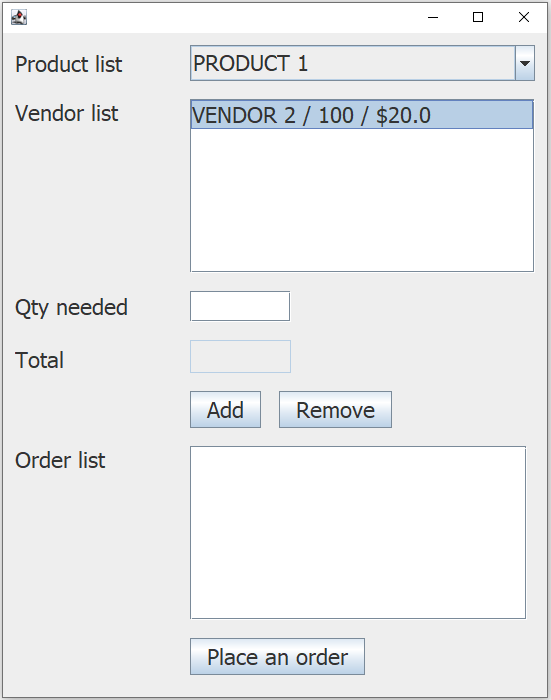 Product list
PRODUCT 1
Vendor list
VENDOR 2 / 100 / $20.0
Qty needed
Total
Add
Remove
Order list
Place an order